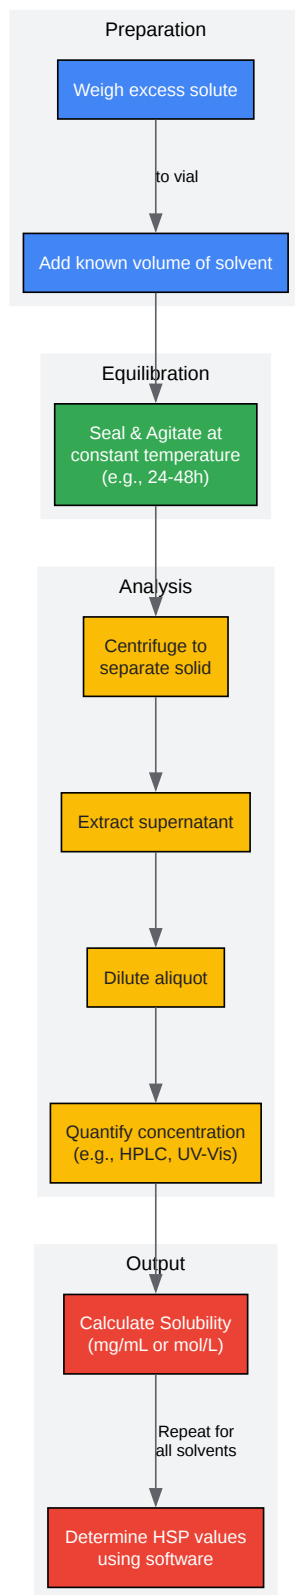 Preparation
Weigh excess solute
to vial
Add known volume of solvent
Equilibration
Seal & Agitate at
constant temperature
(e.g., 24-48h)
Analysis
Centrifuge to
separate solid
Extract supernatant
Dilute aliquot
Quantify concentration
(e.g., HPLC, UV-Vis)
Output
Calculate Solubility
(mg/mL or mol/L)
Repeat for
all solvents
Determine HSP values
using software